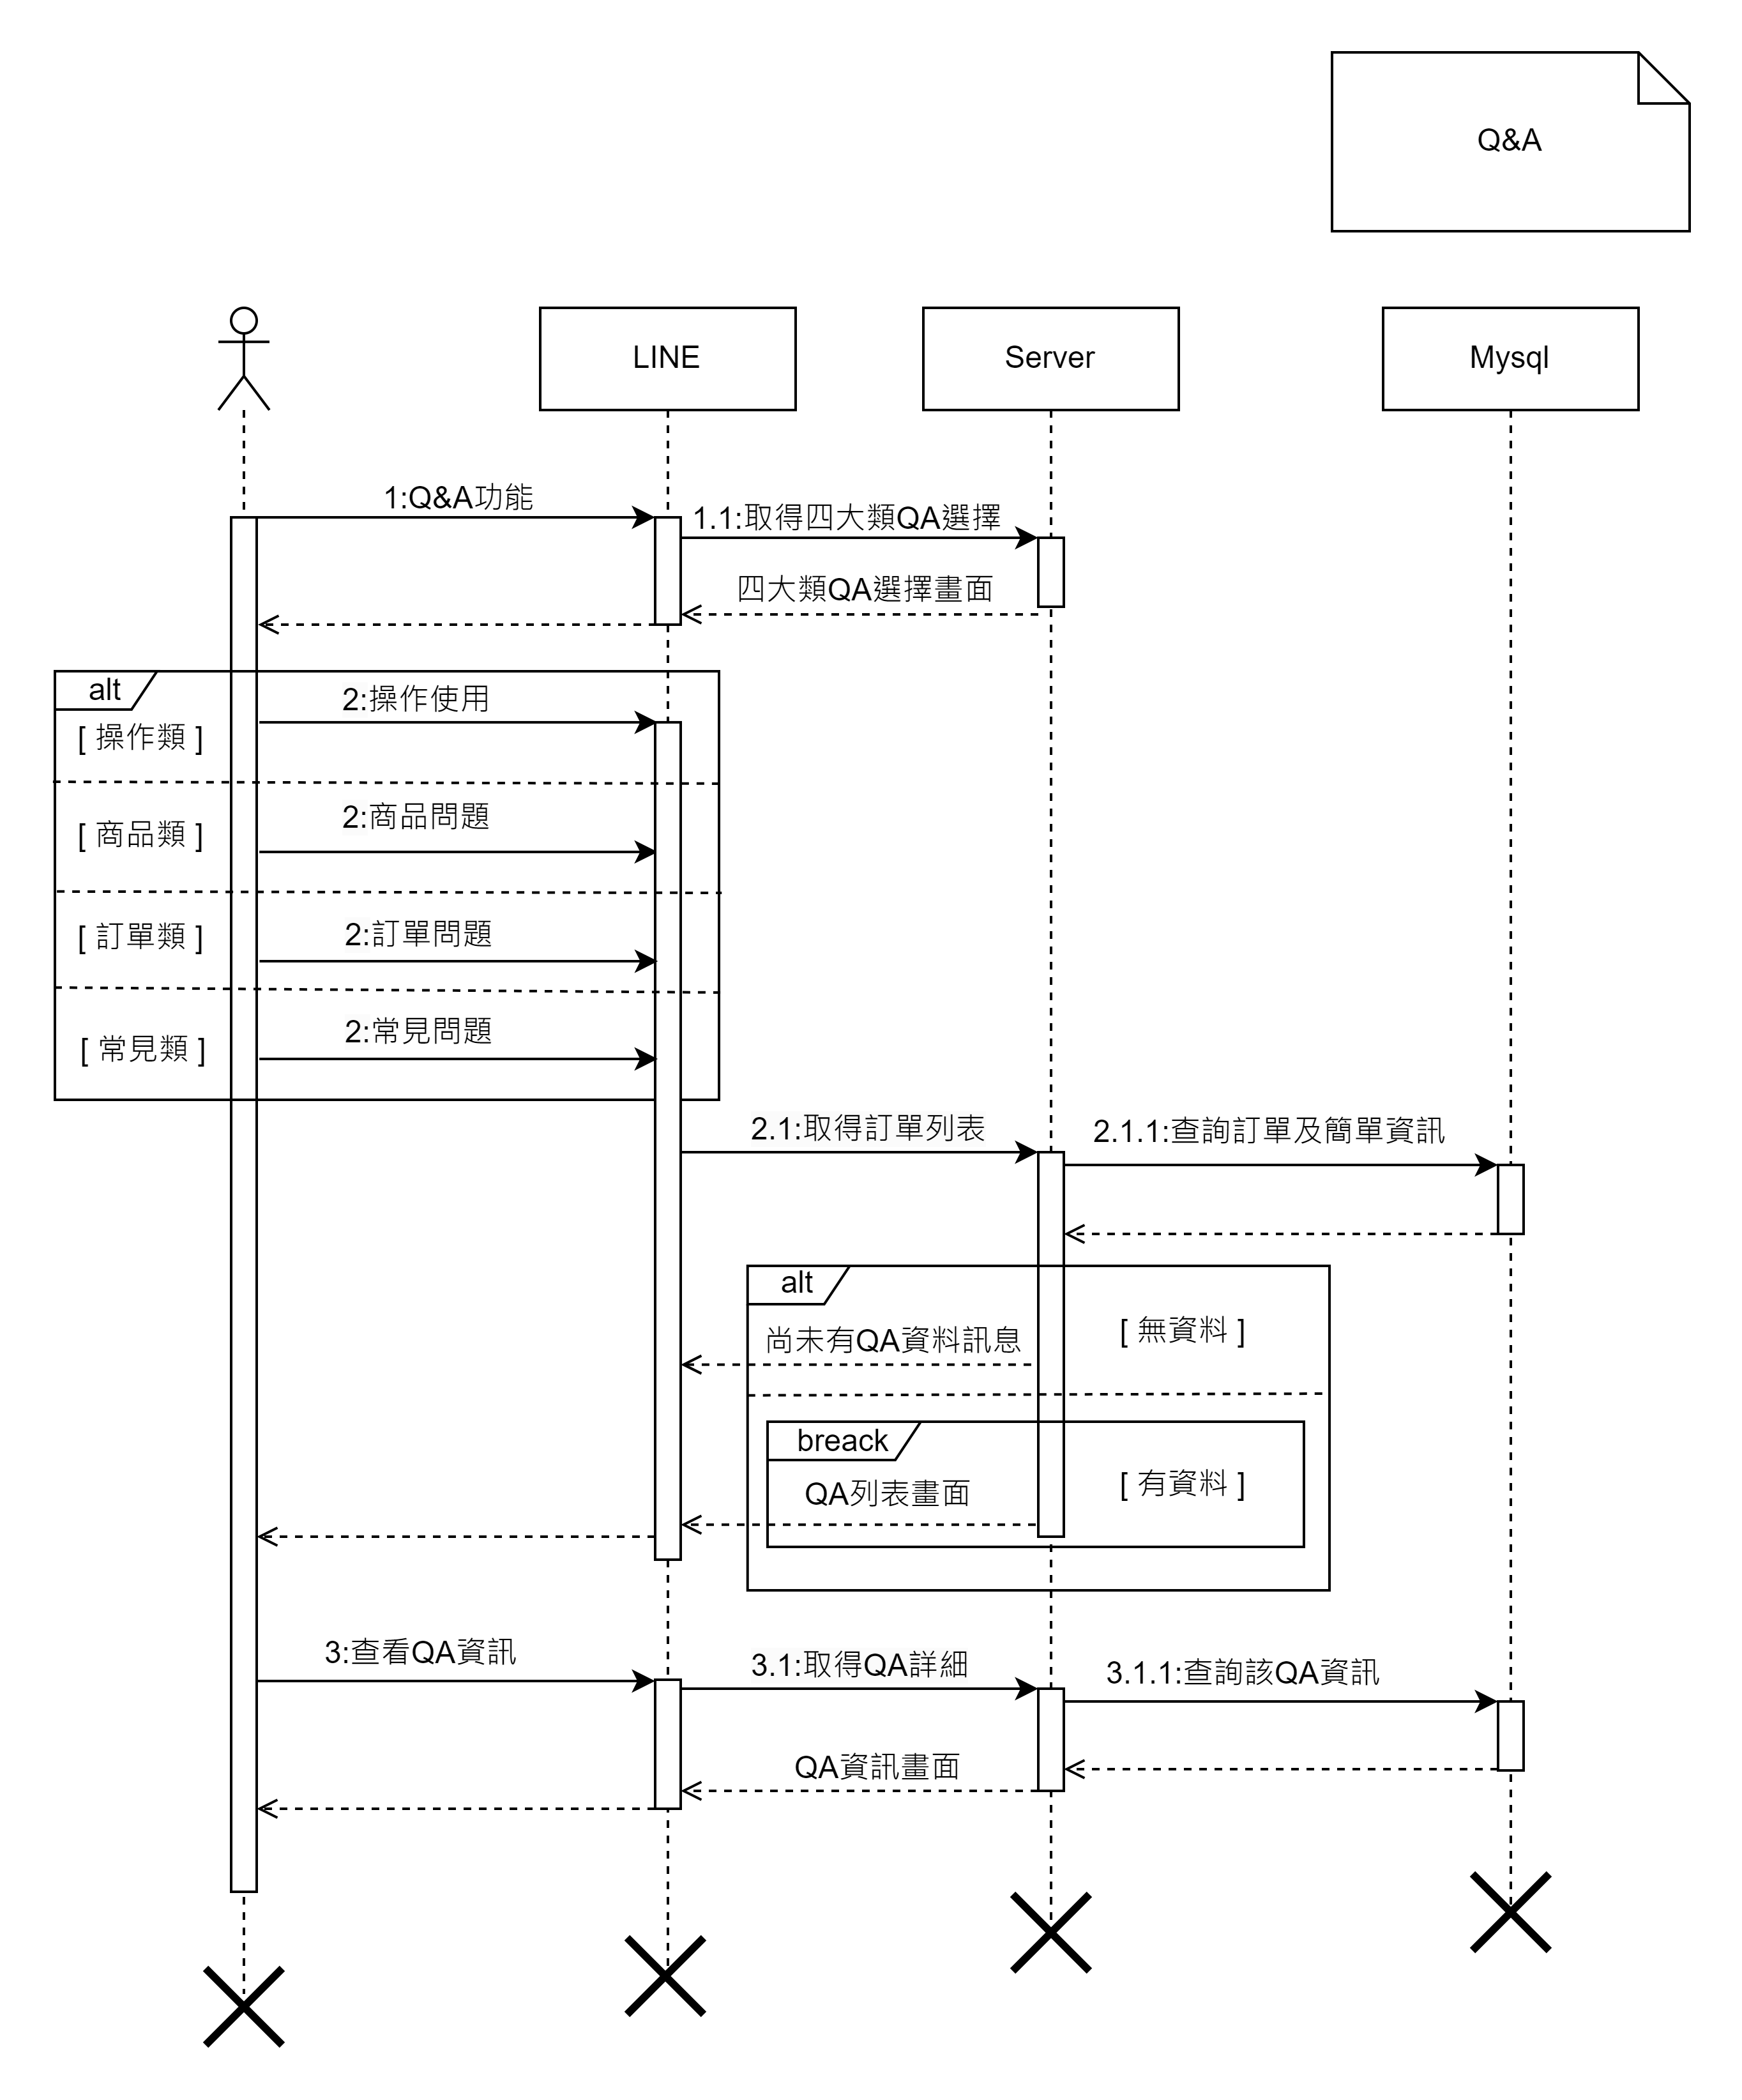 Q&A
LINE
Server
Mysql
1:Q&A功能
1.1:取得四大類QA選擇
四大類QA選擇畫面
alt
2:操作使用
[ 操作類 ]
2:商品問題
[ 商品類 ]
2:訂單問題
[ 訂單類 ]
2:常見問題
[ 常見類 ]
2.1:取得訂單列表
2.1.1:查詢訂單及簡單資訊
alt
[ 無資料 ]
尚未有QA資料訊息
breack
[ 有資料 ]
QA列表畫面
3:查看QA資訊
3.1:取得QA詳細
3.1.1:查詢該QA資訊
QA資訊畫面